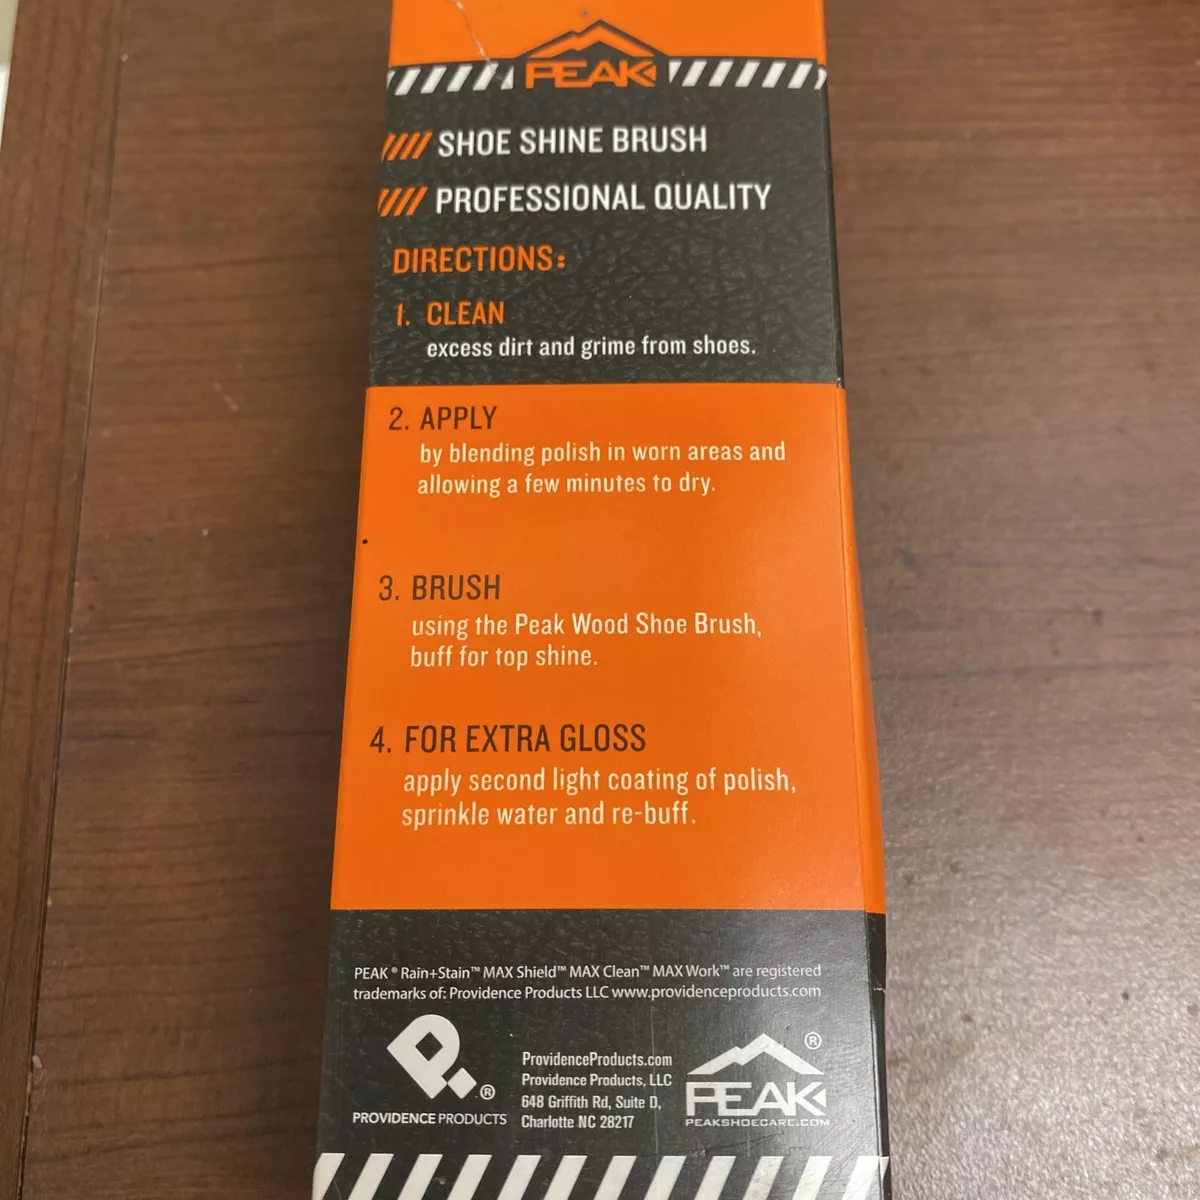 PEAK
SHOE SHINE BRUSH
PROFESSIONAL QUALITY
DIRECTIONS:
1. CLEAN
excess dirt and grime from shoes.
2. APPLY
by blending polish in worn areas and
allowing a few minutes to dry.
3. BRUSH
using the Peak Wood Shoe Brush,
buff for top shine.
4. FOR EXTRA GLOSS
apply second light coating of polish,
sprinkle water and re-buff.
PEAK ® Rain+Stain™ MAX Shield™ MAX Clean™ MAX Work™ are registered
trademarks of: Providence Products LLC www.providenceproducts.com
P.®
PROVIDENCE PRODUCTS
ProvidenceProducts.com
Providence Products, LLC
648 Griffith Rd, Suite D,
Charlotte NC 28217
PEAK®
PEAKSHOECARE.COM